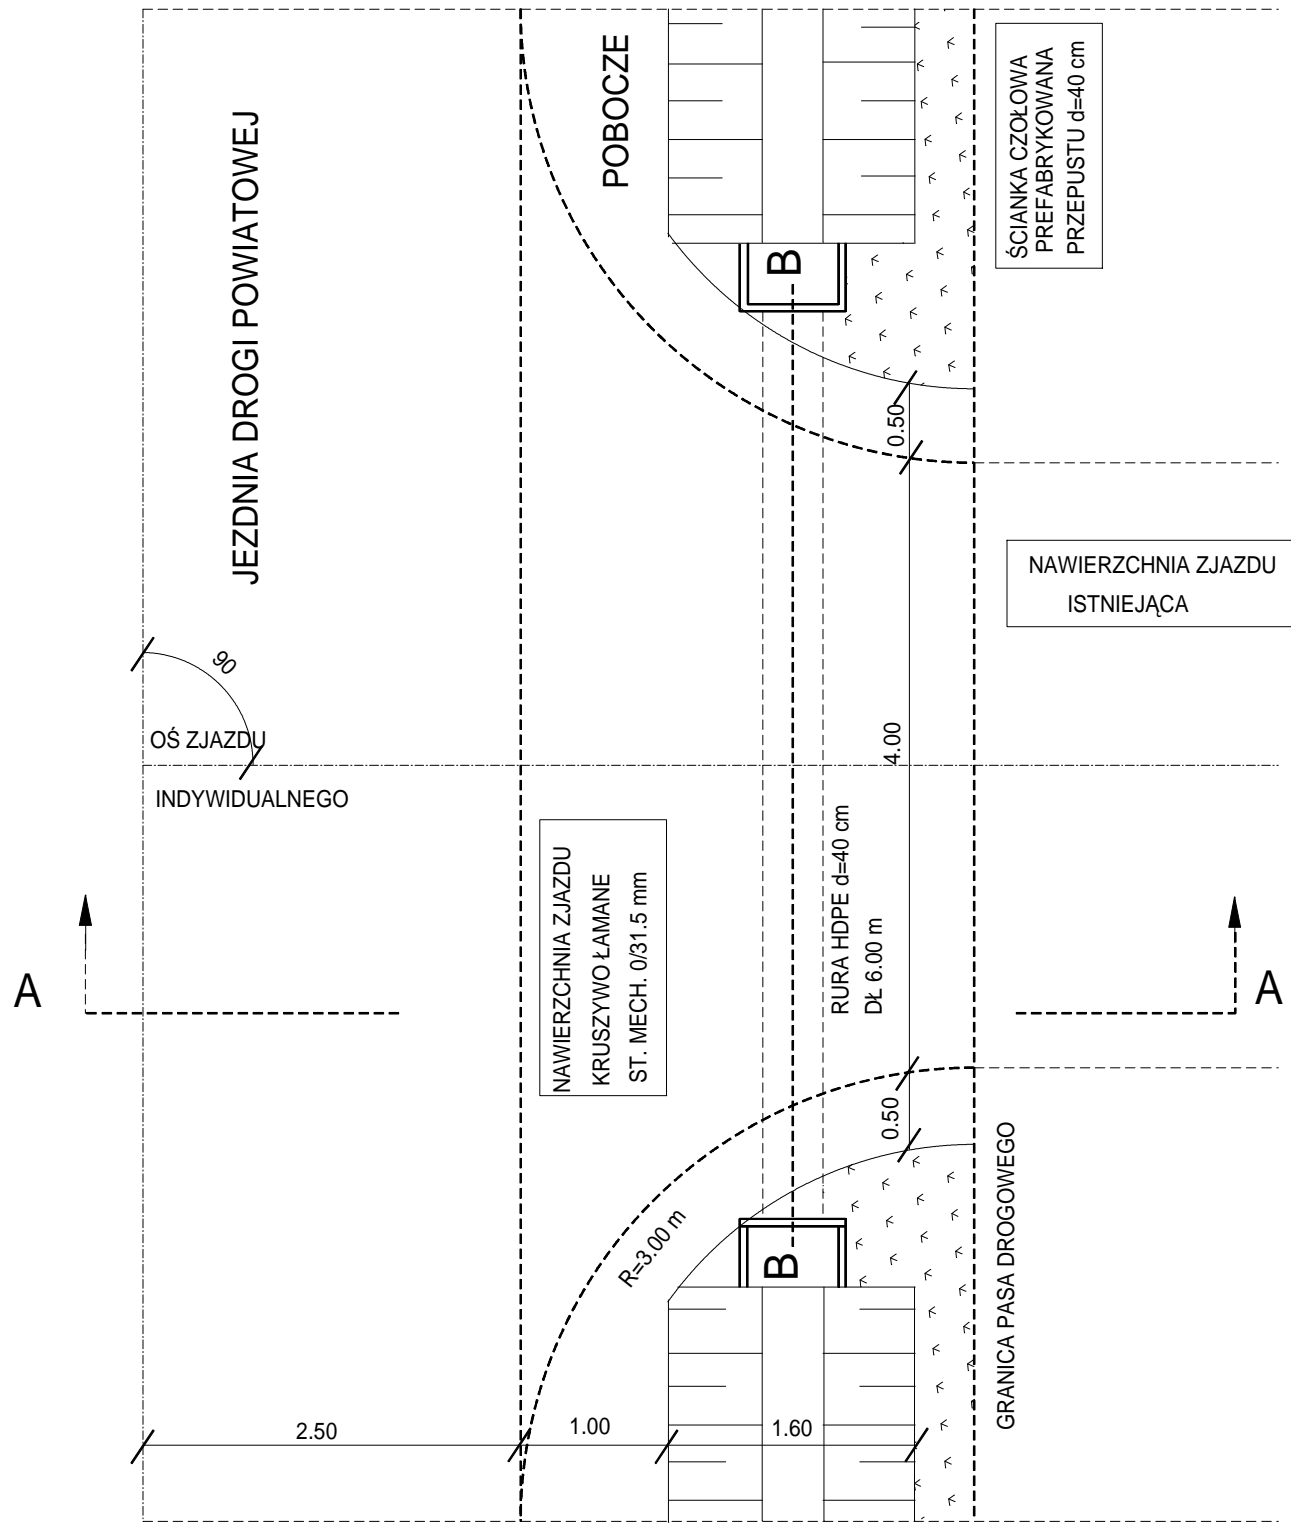 JEZDNIA DROGI POWIATOWEJ
POBOCZE
ŚCIANKA CZOŁOWA
PREFABRYKOWANA
PRZEPUSTU d=40 cm
B
0.50
NAWIERZCHNIA ZJAZDU
ISTNIEJĄCA
90
OŚ ZJAZDU
INDYWIDUALNEGO
4.00
NAWIERZCHNIA ZJAZDU
KRUSZYWO ŁAMANE
ST. MECH. 0/31.5 mm
RURA HDPE d=40 cm
DŁ 6.00 m
A
A
0.50
R=3.00 m
B
GRANICA PASA DROGOWEGO
2.50
1.00
1.60